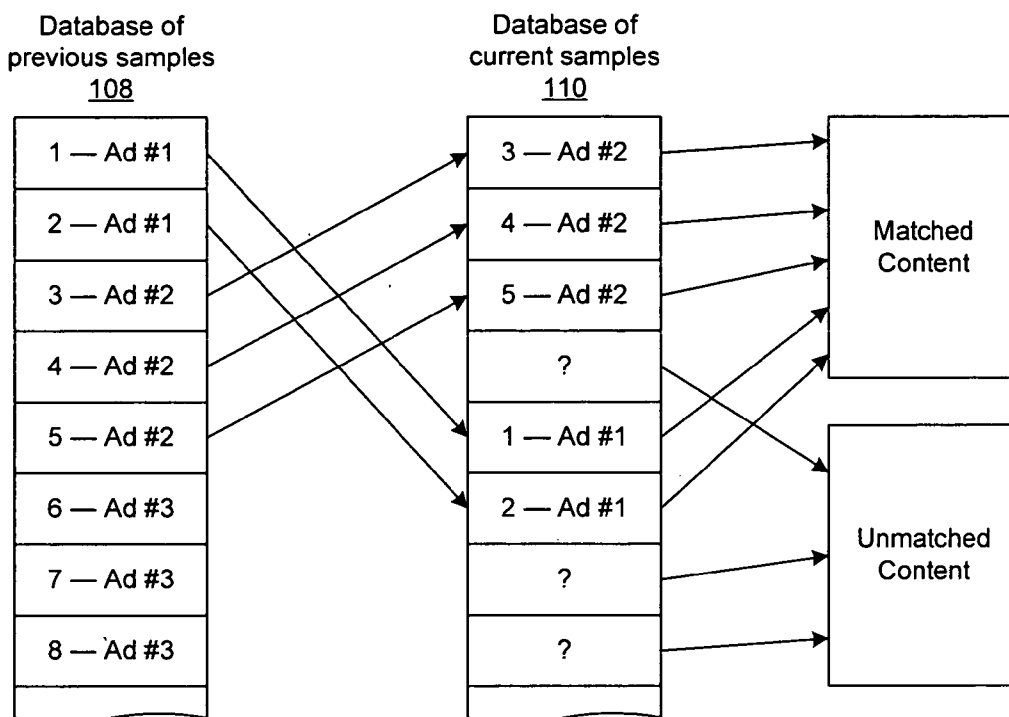 Database of
previous samples
108
1 — Ad #1
2 — Ad #1
3 — Ad #2
4 — Ad #2
5 — Ad #2
6 — Ad #3
7 — Ad #3
8 — Ad #3
Database of
current samples
110
3 — Ad #2
4 — Ad #2
5 — Ad #2
?
1 — Ad #1
2 — Ad #1
?
?
Matched
Content
Unmatched
Content